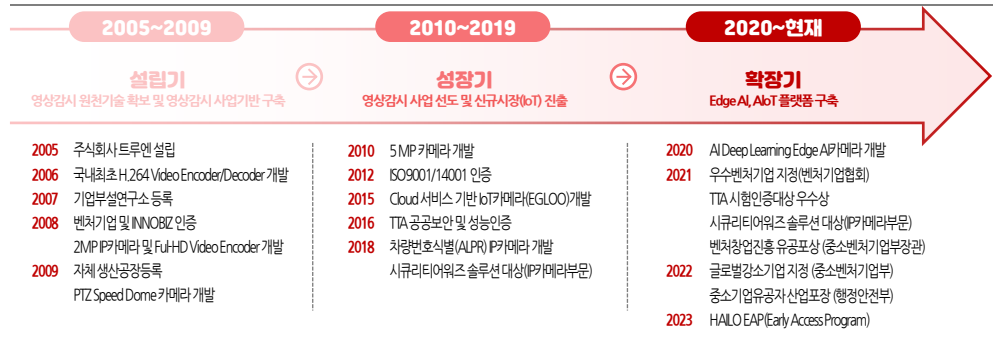 2005~2009
설립기
영상감시 원천기술 확보 및 영상감시 사업기반 구축
2005 주식회사 트루엔 설립
2006 국내최초 H.264 Video Encoder/Decoder 개발
2007 기업부설연구소 등록
2008 벤처기업 및 INNOBIZ 인증
2MP IP카메라 및 Full-HD Video Encoder 개발
2009 자체 생산공장등록
PTZ Speed Dome 카메라 개발
2010~2019
성장기
영상감시 사업 선도 및 신규시장(IoT) 진출
2010 5 MP 카메라 개발
2012 ISO9001/14001 인증
2015 Cloud 서비스 기반 IoT카메라(EGLOO)개발
2016 TTA 공공보안 및 성능인증
2018 차량번호식별(ALPR) IP카메라 개발
시큐리티어워즈 솔루션 대상(IP카메라부문)
2020~현재
확장기
Edge AI, AIoT 플랫폼 구축
2020 AI Deep Learning Edge AI카메라 개발
2021 우수벤처기업 지정(벤처기업협회)
TTA 시험인증대상 우수상
시큐리티어워즈 솔루션 대상(IP카메라부문)
벤처창업진흥 유공포상 (중소벤처기업부장관)
2022 글로벌강소기업 지정 (중소벤처기업부)
중소기업유공자 산업포장 (행정안전부)
2023 HAILO EAP(Early Access Program)